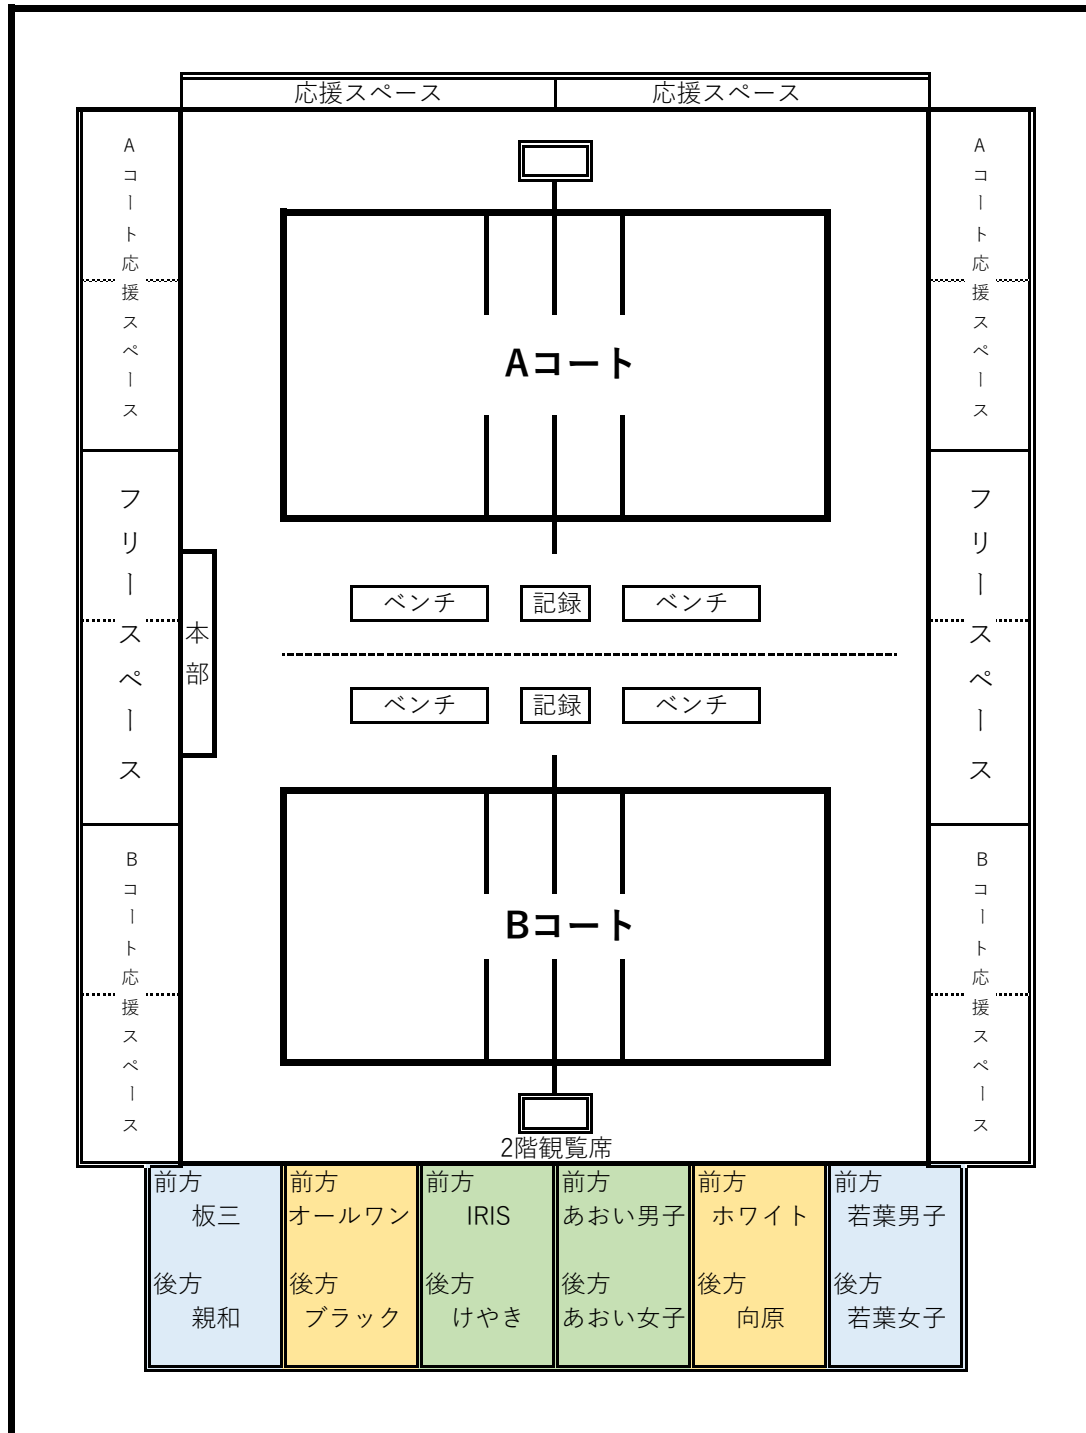 応援スペース
応援スペース
Aコート応援スペース
Aコート応援スペース
Aコート
フリースペース
フリースペース
本部
ベンチ
記録
ベンチ
ベンチ
記録
ベンチ
Bコート応援スペース
Bコート応援スペース
Bコート
2階観覧席
前方
板三
後方
親和
前方
オールワン
後方
ブラック
前方
IRIS
後方
けやき
前方
あおい男子
後方
あおい女子
前方
ホワイト
後方
向原
前方
若葉男子
後方
若葉女子